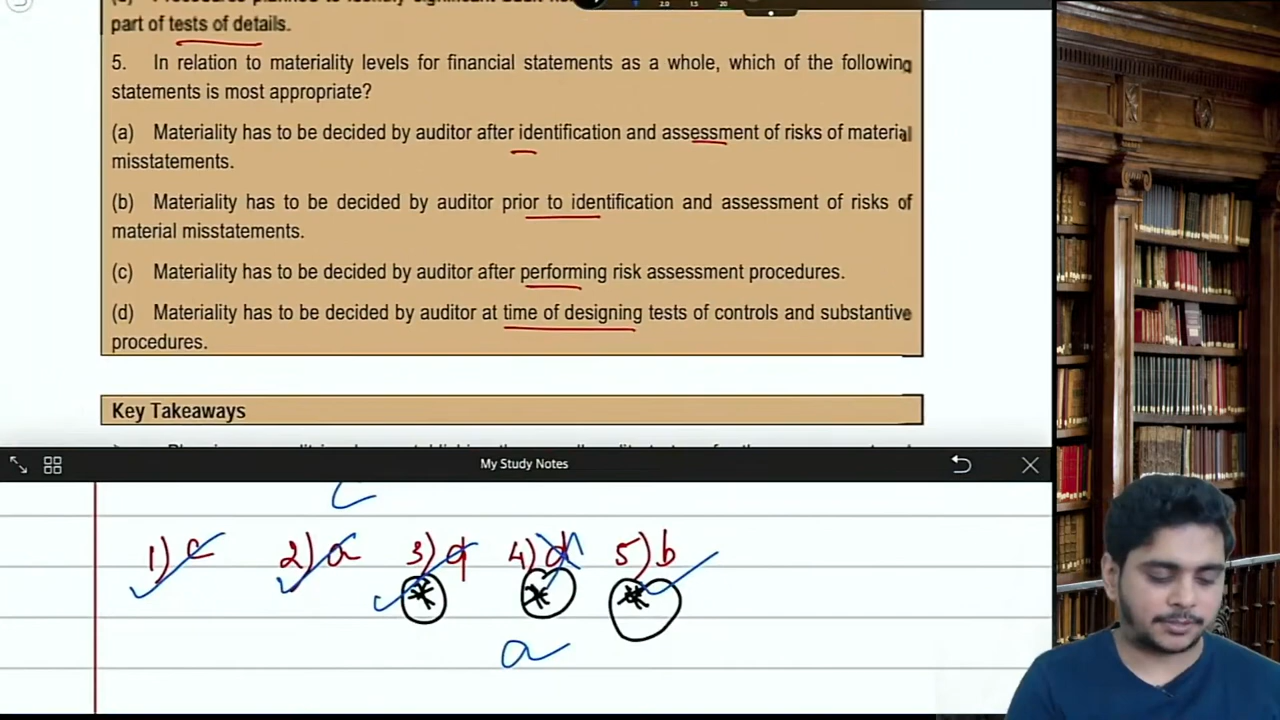 part of tests of details.
5. In relation to materiality levels for financial statements as a whole, which of the following
statements is most appropriate?
(a) Materiality has to be decided by auditor after identification and assessment of risks of material
misstatements.
(b) Materiality has to be decided by auditor prior to identification and assessment of risks of
material misstatements.
(c) Materiality has to be decided by auditor after performing risk assessment procedures.
(d) Materiality has to be decided by auditor at time of designing tests of controls and substantive
procedures.
Key Takeaways
My Study Notes
1) c 2) a 3) d 4) d 5) b
a